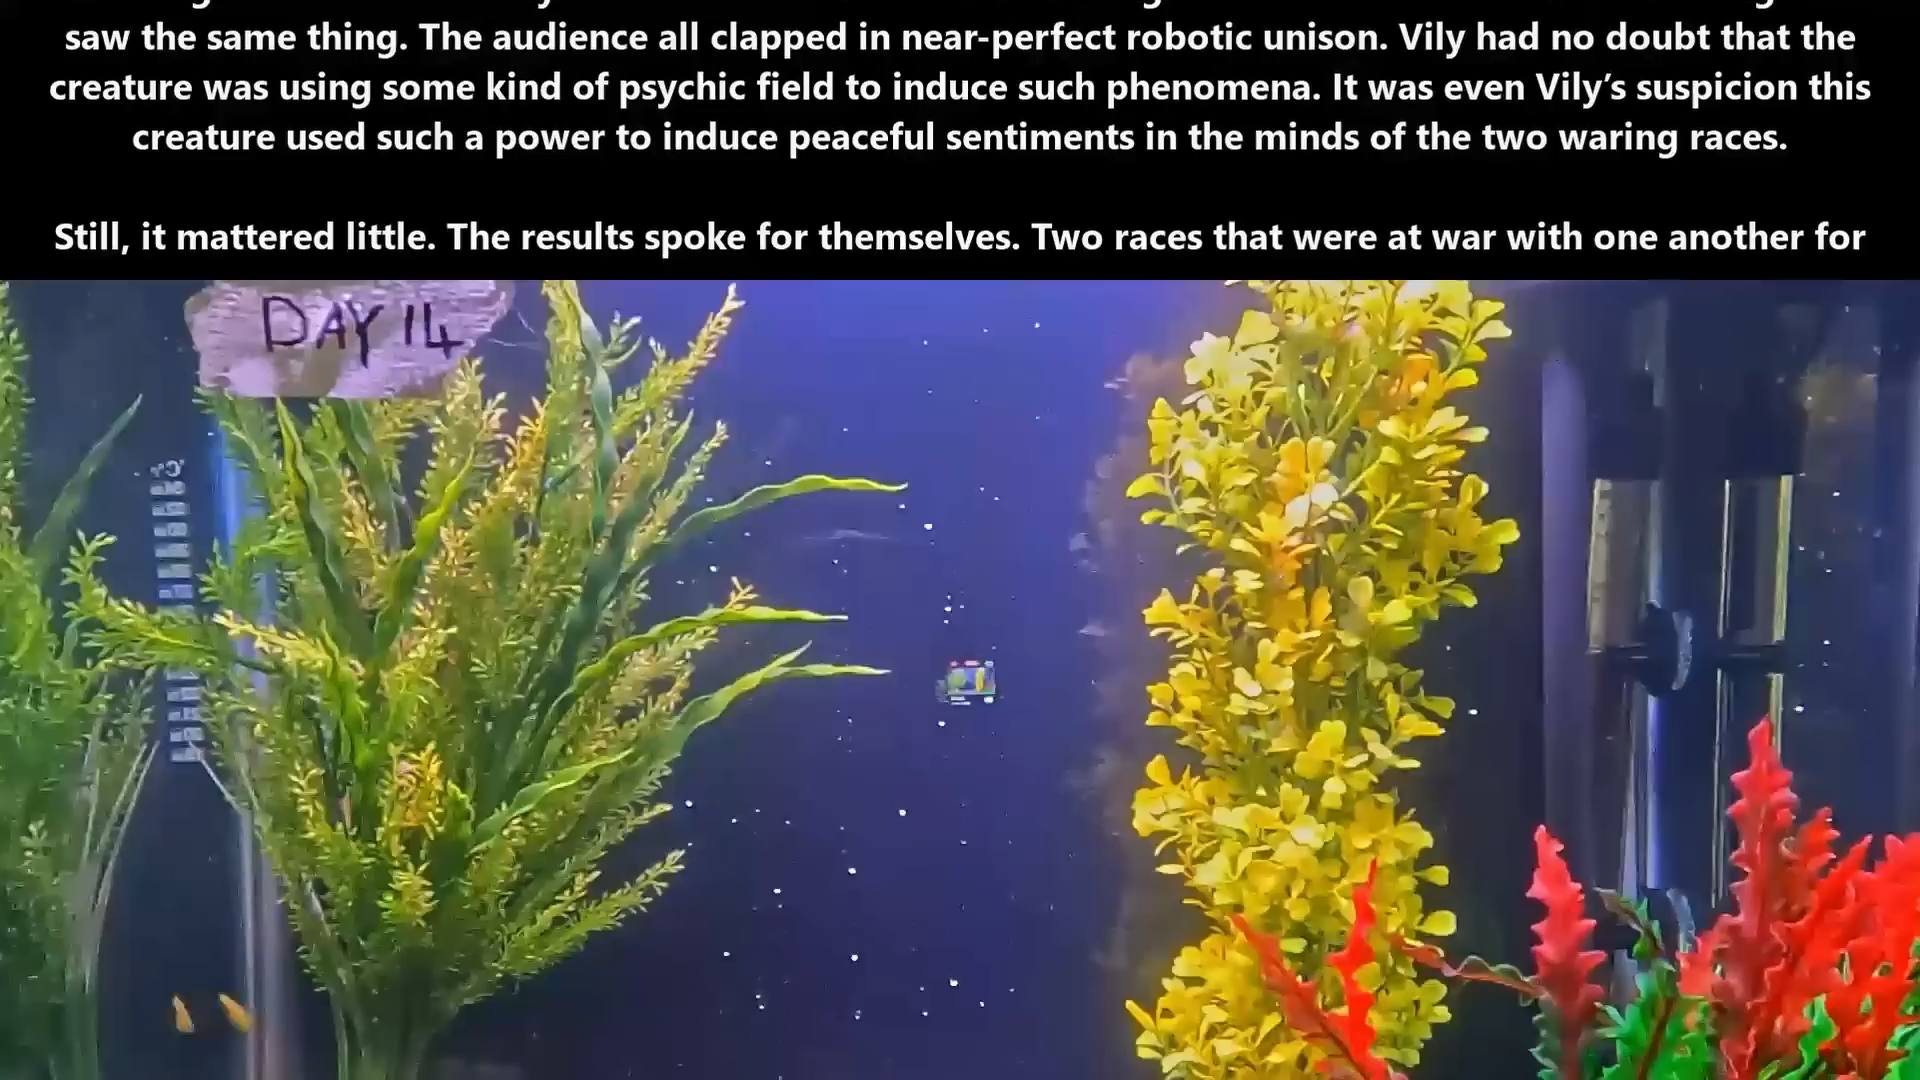 saw the same thing. The audience all clapped in near-perfect robotic unison. Vily had no doubt that the
creature was using some kind of psychic field to induce such phenomena. It was even Vily’s suspicion this
creature used such a power to induce peaceful sentiments in the minds of the two waring races.
Still, it mattered little. The results spoke for themselves. Two races that were at war with one another for
DAY 14